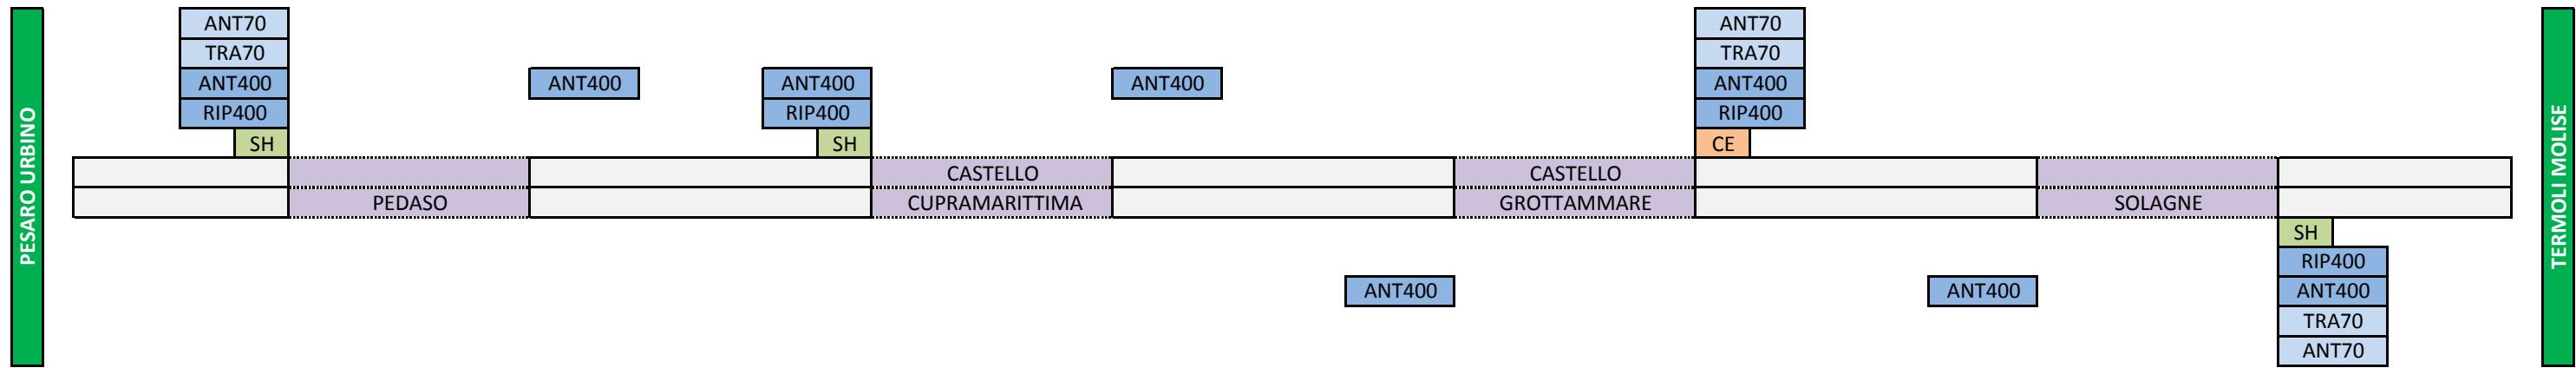 PESARO URBINO
ANT70
TRA70
ANT400
RIP400
SH
ANT400
ANT400
RIP400
SH
ANT400
ANT70
TRA70
ANT400
RIP400
CE
PEDASO
CASTELLO
CUPRAMARITTIMA
CASTELLO
GROTTAMMARE
SOLAGNE
ANT400
ANT400
SH
RIP400
ANT400
TRA70
ANT70
TERMOLI MOLISE